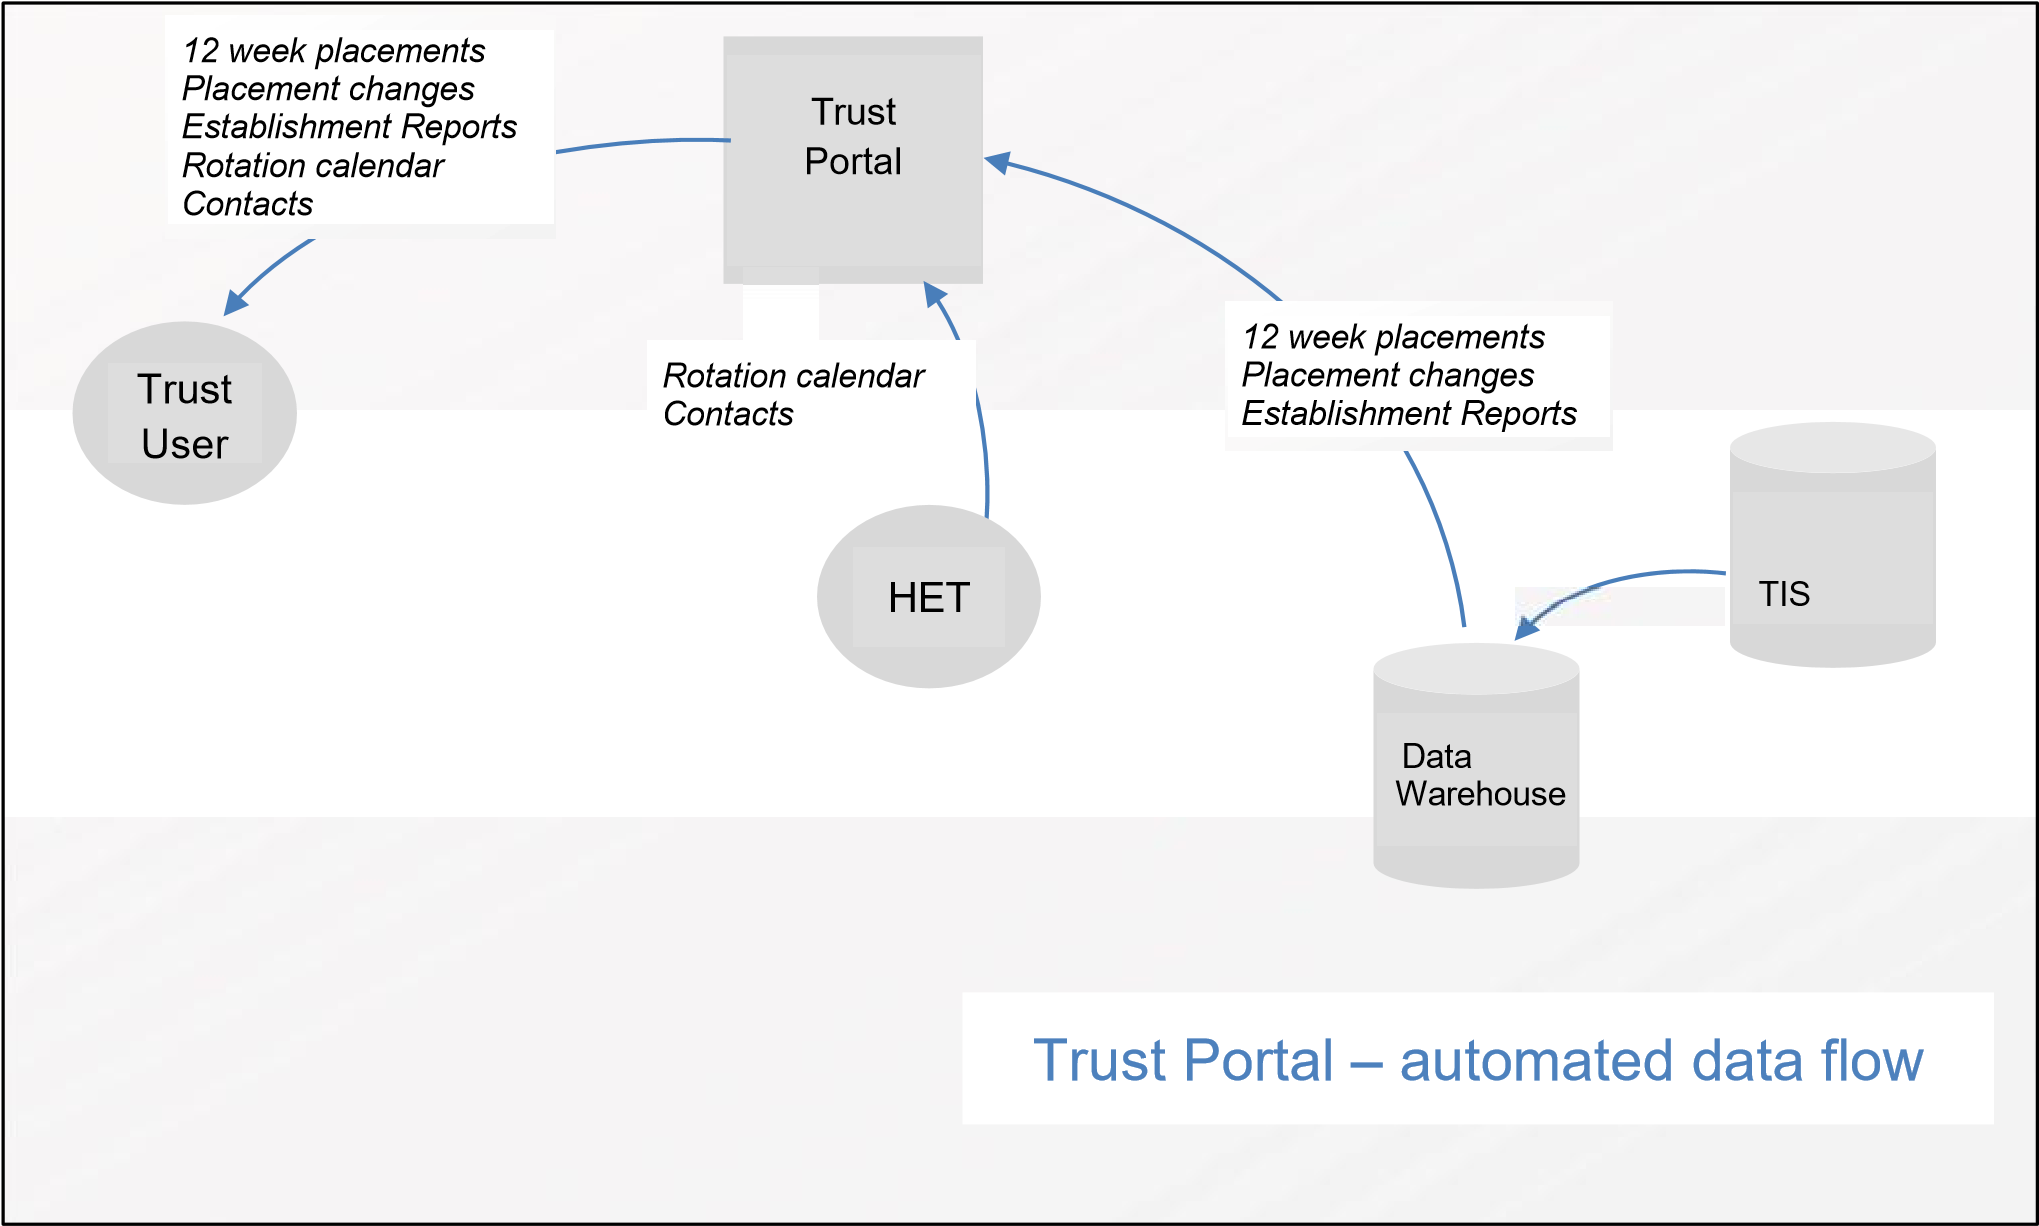 12 week placements
Placement changes
Establishment Reports
Rotation calendar
Contacts
Trust
Portal
Trust
User
Rotation calendar
Contacts
12 week placements
Placement changes
Establishment Reports
HET
TIS
Data
Warehouse
Trust Portal – automated data flow